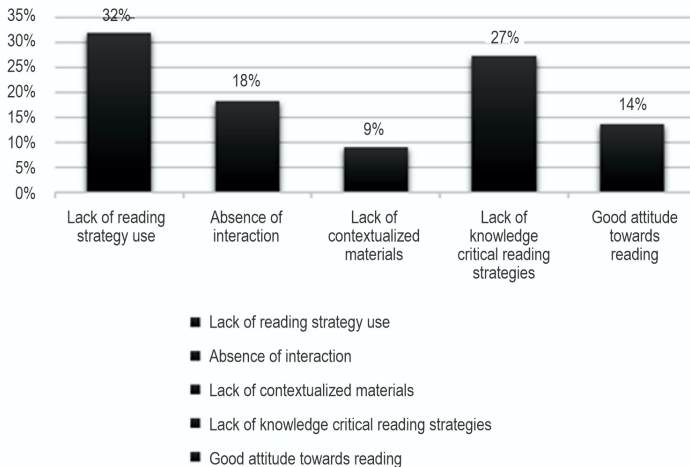 35%
30%
25%
20%
15%
10%
5%
0%
32%
18%
9%
27%
14%
Lack of reading
strategy use
Absence of
interaction
Lack of
contextualized
materials
Lack of
knowledge
critical reading
strategies
Good attitude
towards
reading
Lack of reading strategy use
Absence of interaction
Lack of contextualized materials
Lack of knowledge critical reading strategies
Good attitude towards reading